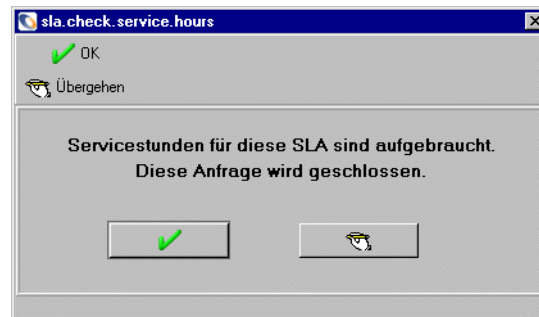 sla.check.service.hours
OK
Übergehen
Servicestunden für diese SLA sind aufgebraucht.
Diese Anfrage wird geschlossen.